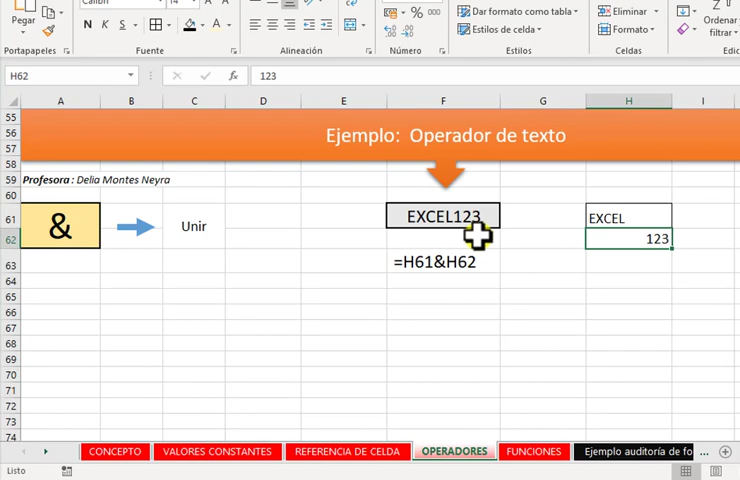 Pegar
Calibri
14
Dar formato como tabla
Eliminar
Ordenar y
N K S
%
000
Estilos de celda
Formato
filtrar
Portapapeles
Fuente
Alineación
Número
Estilos
Celdas
H62
fx
123
A B C D E F G H I
55
56
57
Ejemplo: Operador de texto
58
59
Profesora : Delia Montes Neyra
60
61
&
Unir
EXCEL123
EXCEL
62
123
63
=H61&H62
64
65
66
67
68
69
70
71
72
73
74
CONCEPTO
VALORES CONSTANTES
REFERENCIA DE CELDA
OPERADORES
FUNCIONES
Ejemplo auditoría de fo
...
Listo